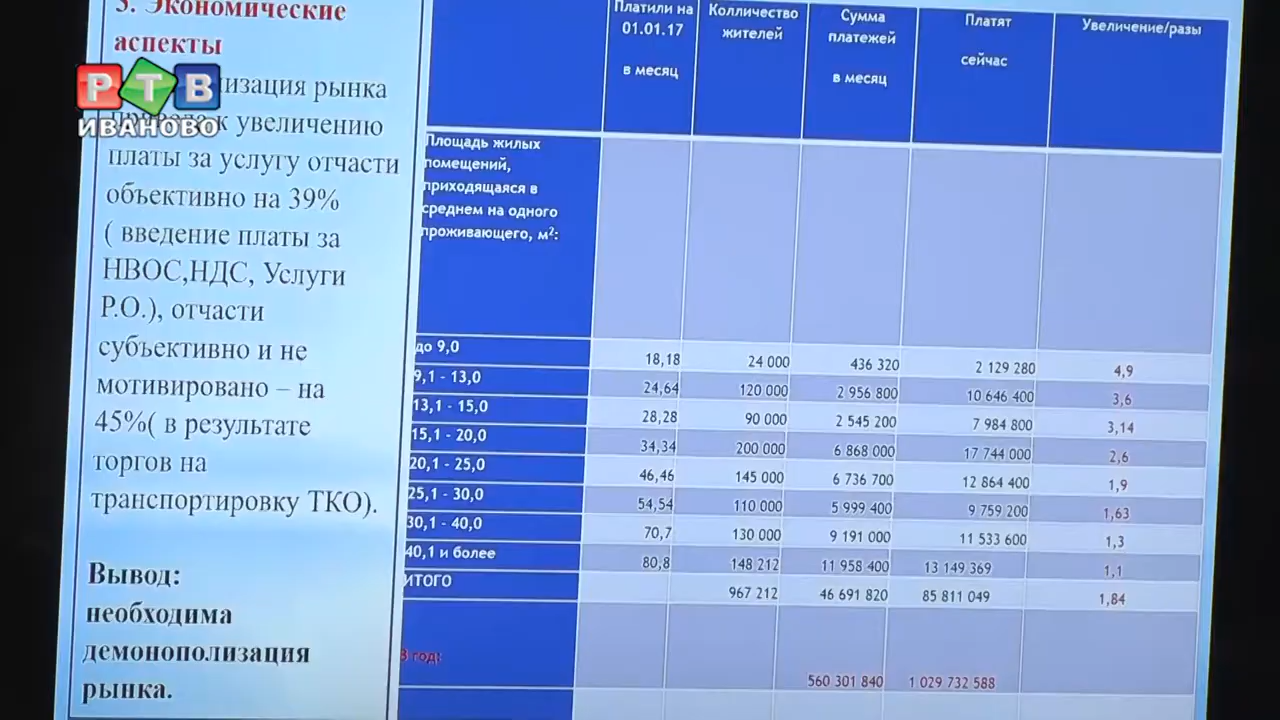 5. Экономические
аспекты
РТВ
ИВАНОВО
изация рынка
к увеличению
платы за услугу отчасти
объективно на 39%
( введение платы за
НВОС,НДС, Услуги
Р.О.), отчасти
субъективно и не
мотивировано – на
45%( в результате
торгов на
транспортировку ТКО).
Вывод:
необходима
демонополизация
рынка.
Платили на 01.01.17 в месяц
Колличество жителей
Сумма платежей в месяц
Платят сейчас
Увеличение/разы
Площадь жилых
помещений,
приходящаяся в
среднем на одного
проживающего, м²:
до 9,0 18,18 24 000 436 320 2 129 280 4,9
9,1 - 13,0 24,64 120 000 2 956 800 10 646 400 3,6
13,1 - 15,0 28,28 90 000 2 545 200 7 984 800 3,14
15,1 - 20,0 34,34 200 000 6 868 000 17 744 000 2,6
20,1 - 25,0 46,46 145 000 6 736 700 12 864 400 1,9
25,1 - 30,0 54,54 110 000 5 999 400 9 759 200 1,63
30,1 - 40,0 70,7 130 000 9 191 000 11 533 600 1,3
40,1 и более 80,8 148 212 11 958 400 13 149 369 1,1
ИТОГО 967 212 46 691 820 85 811 049 1,84
В год: 560 301 840 1 029 732 588